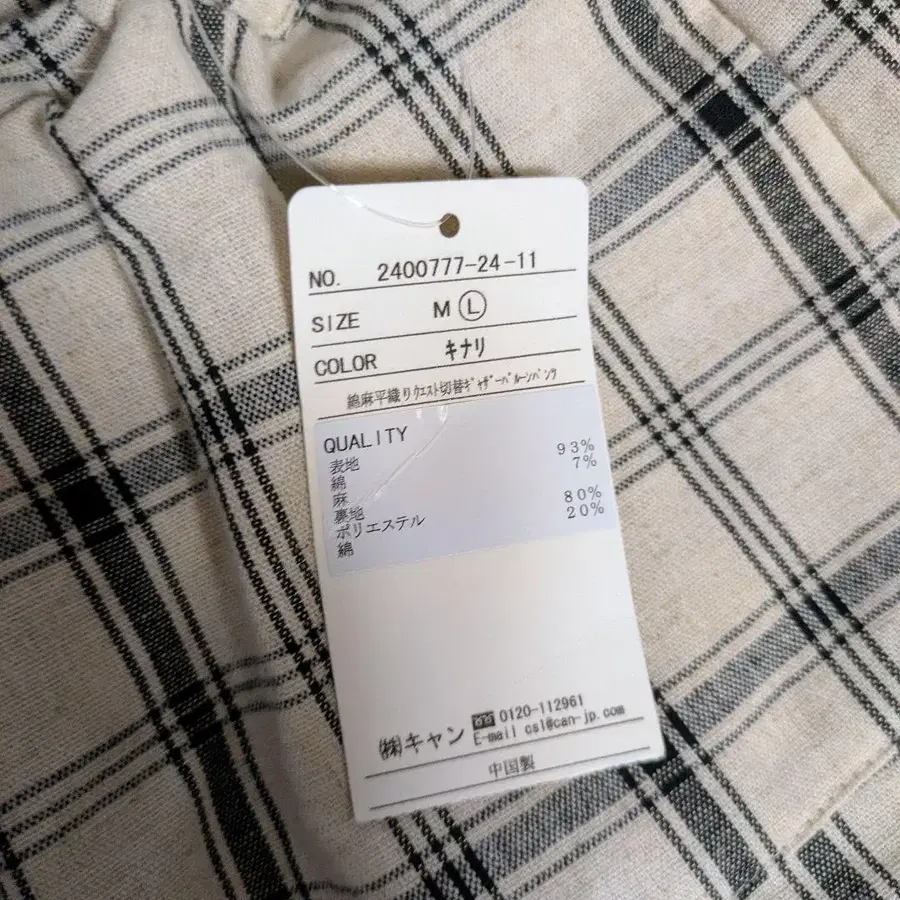 NO. 2400777-24-11
SIZE M Ⓛ
COLOR キナリ
綿麻平織りウエスト切替ギャザーバルーンパンツ
QUALITY
表地
綿 93%
麻 7%
裏地
ポリエステル 80%
綿 20%
㈱キャン 0120-112961
E-mail csl@can-jp.com
中国製